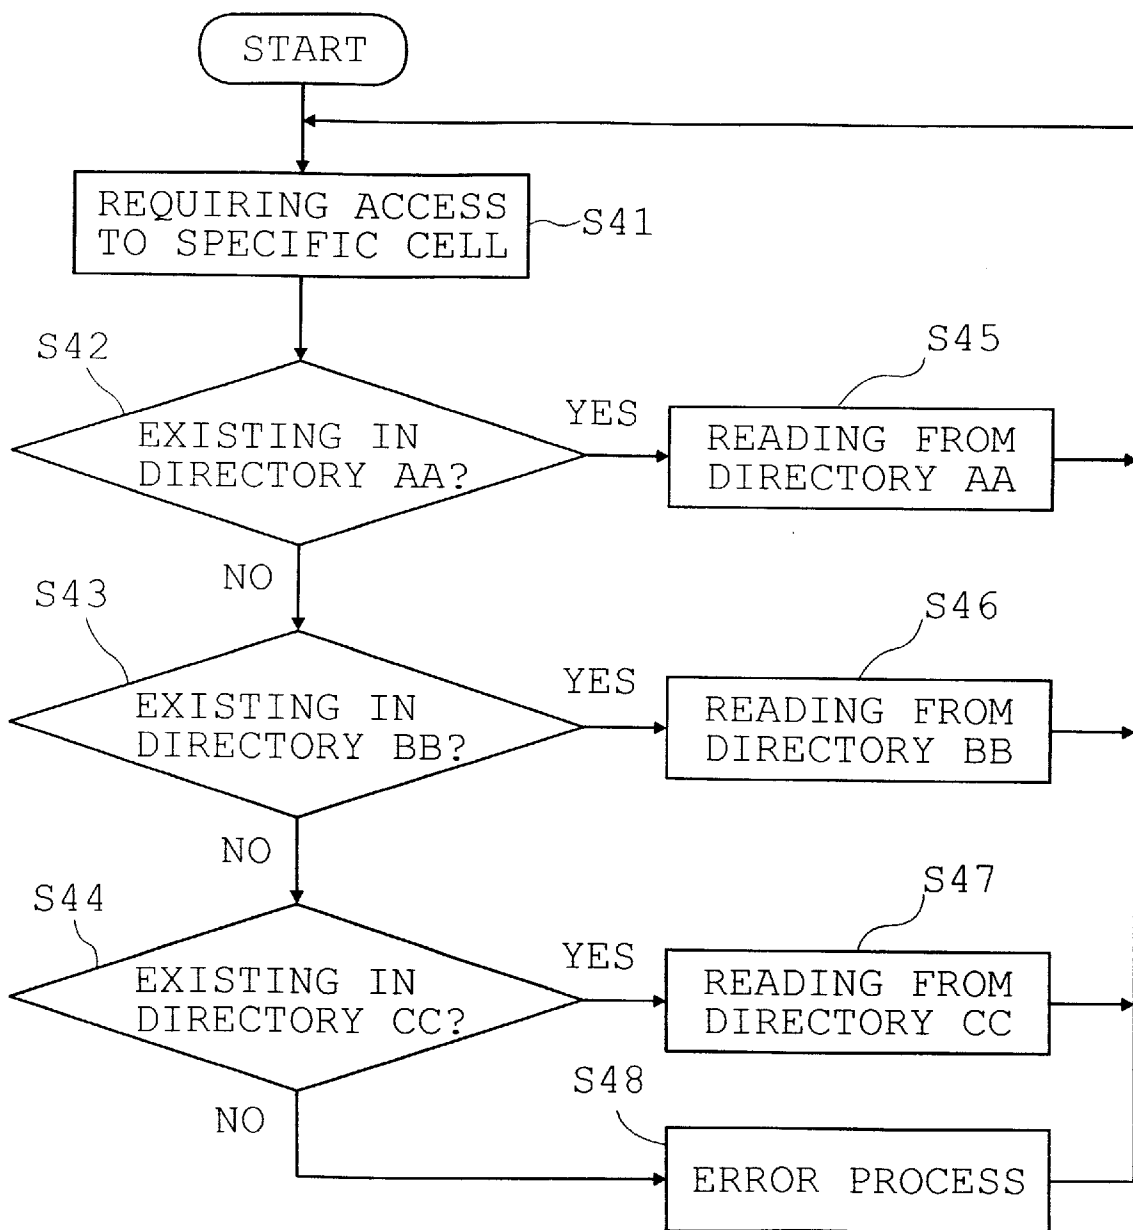 START
REQUIRING ACCESS
TO SPECIFIC CELL
S41
S42
EXISTING IN
DIRECTORY AA?
YES
S45
READING FROM
DIRECTORY AA
NO
S43
EXISTING IN
DIRECTORY BB?
YES
S46
READING FROM
DIRECTORY BB
NO
S44
EXISTING IN
DIRECTORY CC?
YES
S47
READING FROM
DIRECTORY CC
NO
S48
ERROR PROCESS